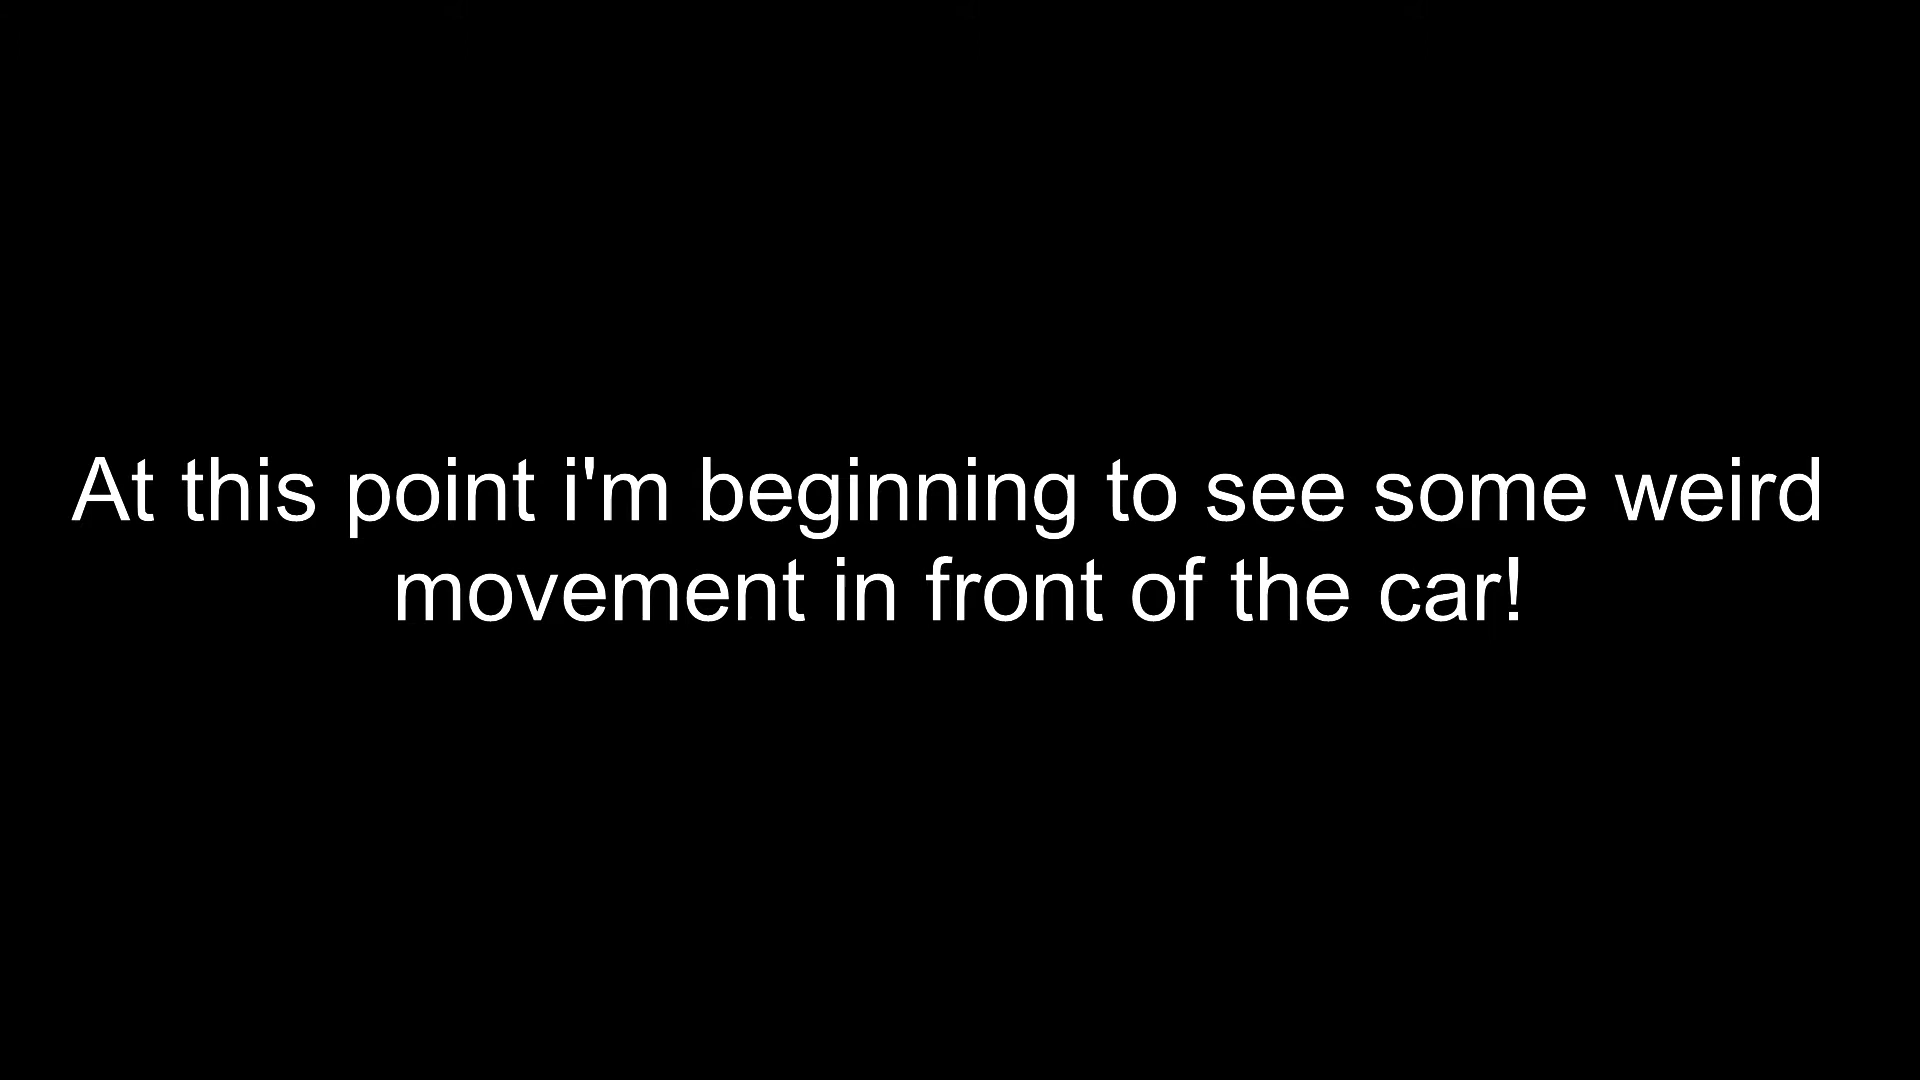 At this point i'm beginning to see some weird
movement in front of the car!